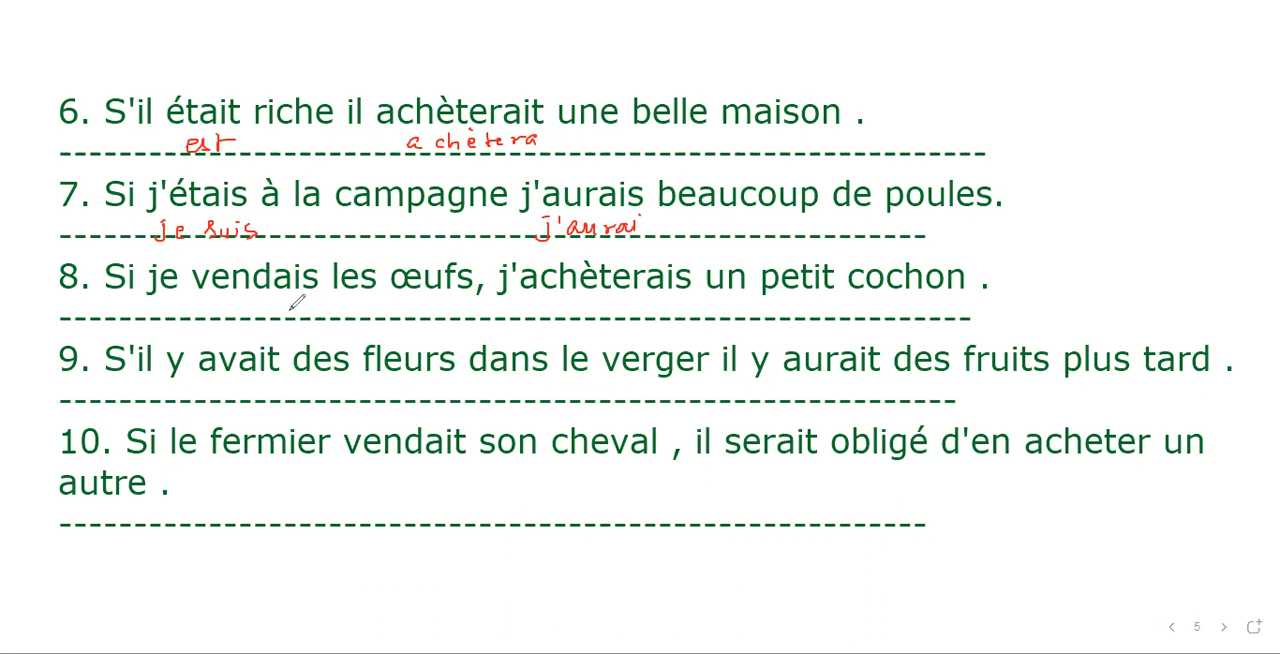 6. S'il était riche il achèterait une belle maison .
est achètera
---------------------------------------------------------------
7. Si j'étais à la campagne j'aurais beaucoup de poules.
je suis j'aurai
-----------------------------------------------------------
8. Si je vendais les œufs, j'achèterais un petit cochon .
--------------------------------------------------------------
9. S'il y avait des fleurs dans le verger il y aurait des fruits plus tard .
-------------------------------------------------------------
10. Si le fermier vendait son cheval , il serait obligé d'en acheter un
autre .
-----------------------------------------------------------
5